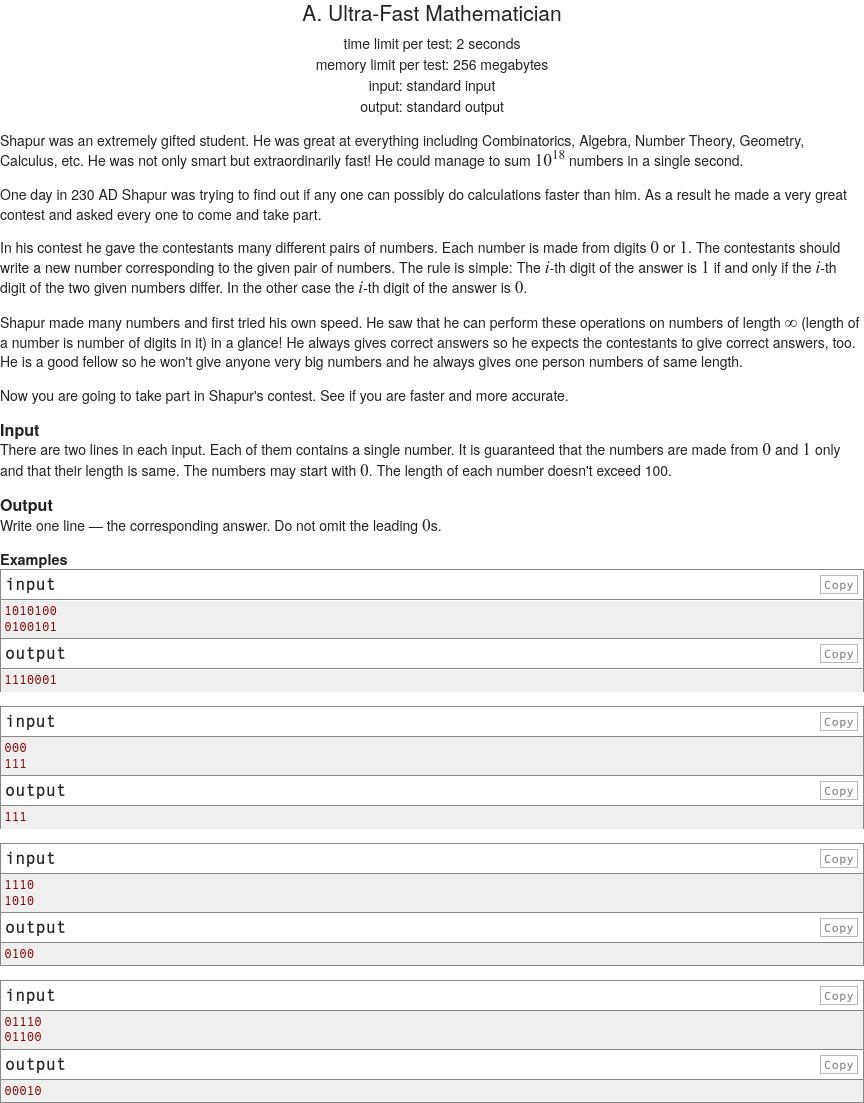 A. Ultra-Fast Mathematician
time limit per test: 2 seconds
memory limit per test: 256 megabytes
input: standard input
output: standard output
Shapur was an extremely gifted student. He was great at everything including Combinatorics, Algebra, Number Theory, Geometry,
Calculus, etc. He was not only smart but extraordinarily fast! He could manage to sum 10^18 numbers in a single second.
One day in 230 AD Shapur was trying to find out if any one can possibly do calculations faster than him. As a result he made a very great
contest and asked every one to come and take part.
In his contest he gave the contestants many different pairs of numbers. Each number is made from digits 0 or 1. The contestants should
write a new number corresponding to the given pair of numbers. The rule is simple: The i-th digit of the answer is 1 if and only if the i-th
digit of the two given numbers differ. In the other case the i-th digit of the answer is 0.
Shapur made many numbers and first tried his own speed. He saw that he can perform these operations on numbers of length ∞ (length of
a number is number of digits in it) in a glance! He always gives correct answers so he expects the contestants to give correct answers, too.
He is a good fellow so he won't give anyone very big numbers and he always gives one person numbers of same length.
Now you are going to take part in Shapur's contest. See if you are faster and more accurate.
Input
There are two lines in each input. Each of them contains a single number. It is guaranteed that the numbers are made from 0 and 1 only
and that their length is same. The numbers may start with 0. The length of each number doesn't exceed 100.
Output
Write one line — the corresponding answer. Do not omit the leading 0s.
Examples
input Copy
1010100
0100101
output Copy
1110001
input Copy
000
111
output Copy
111
input Copy
1110
1010
output Copy
0100
input Copy
01110
01100
output Copy
00010